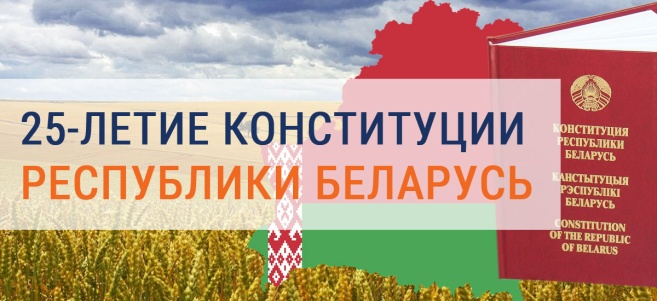 25-ЛЕТИЕ КОНСТИТУЦИИ
РЕСПУБЛИКИ БЕЛАРУСЬ
КОНСТИТУЦИЯ
РЕСПУБЛИКИ
БЕЛАРУСЬ
КАНСТЫТУЦЫЯ
РЭСПУБЛІКІ
БЕЛАРУСЬ
CONSTITUTION
OF THE REPUBLIC
OF BELARUS